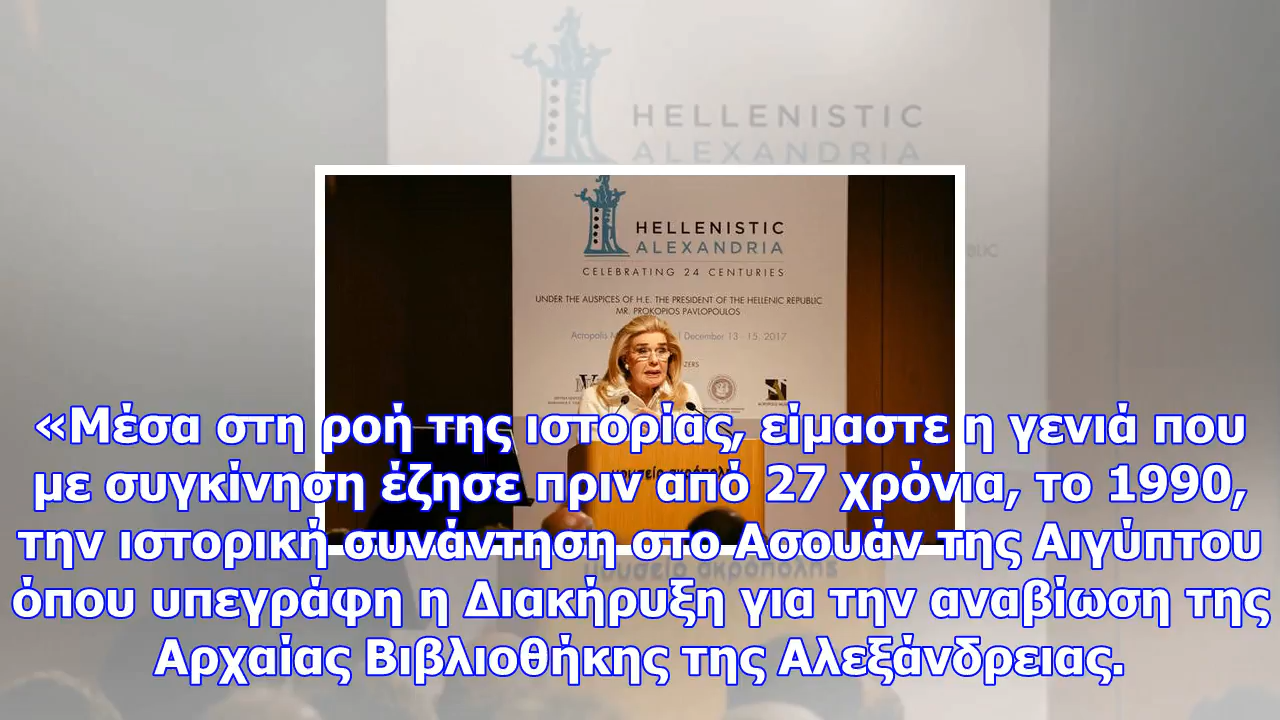 HELLENISTIC
ALEXANDRIA
HELLENISTIC
ALEXANDRIA
CELEBRATING 24 CENTURIES
UNDER THE AUSPICES OF H.E. THE PRESIDENT OF THE HELLENIC REPUBLIC
MR. PROKOPIOS PAVLOPOULOS
Acropolis December 13 - 15, 2017
«Μέσα στη ροή της ιστορίας, είμαστε η γενιά που
με συγκίνηση έζησε πριν από 27 χρόνια, το 1990,
την ιστορική συνάντηση στο Ασουάν της Αιγύπτου
όπου υπεγράφη η Διακήρυξη για την αναβίωση της
Αρχαίας Βιβλιοθήκης της Αλεξάνδρειας.
μουσείο ακρόπολης